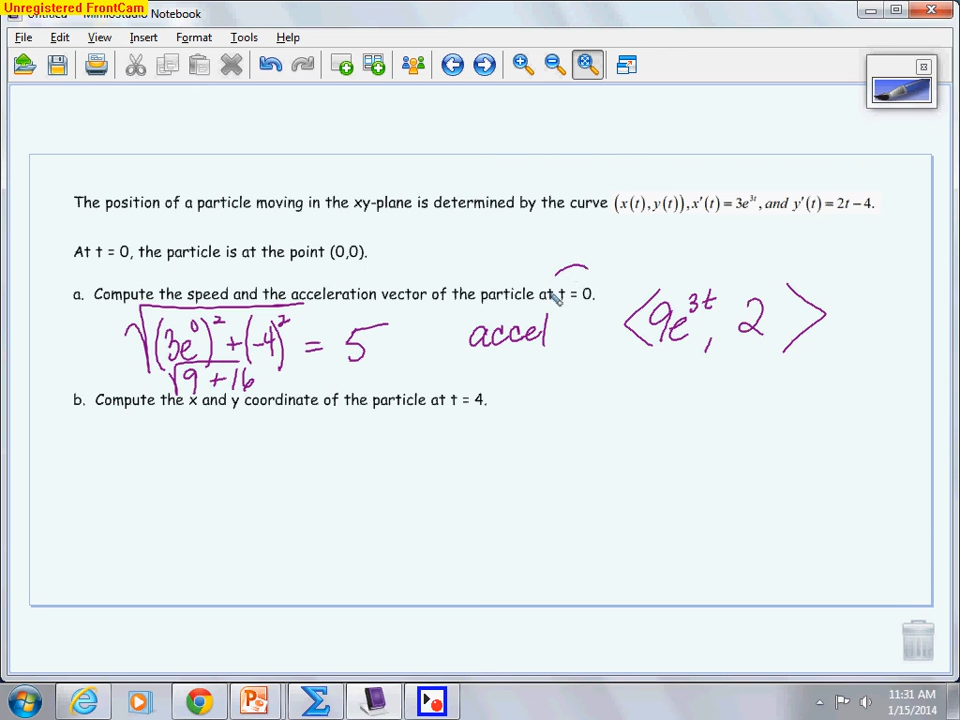 Unregistered FrontCam
Untitled - MimioStudio Notebook
File Edit View Insert Format Tools Help
The position of a particle moving in the xy-plane is determined by the curve (x(t), y(t)), x'(t) = 3e^{3t}, and y'(t) = 2t − 4.
At t = 0, the particle is at the point (0,0).
a. Compute the speed and the acceleration vector of the particle at t = 0.
√((3e^0)^2 + (-4)^2) = 5 accel ⟨9e^{3t}, 2⟩
√(9 + 16)
b. Compute the x and y coordinate of the particle at t = 4.
11:31 AM
1/15/2014